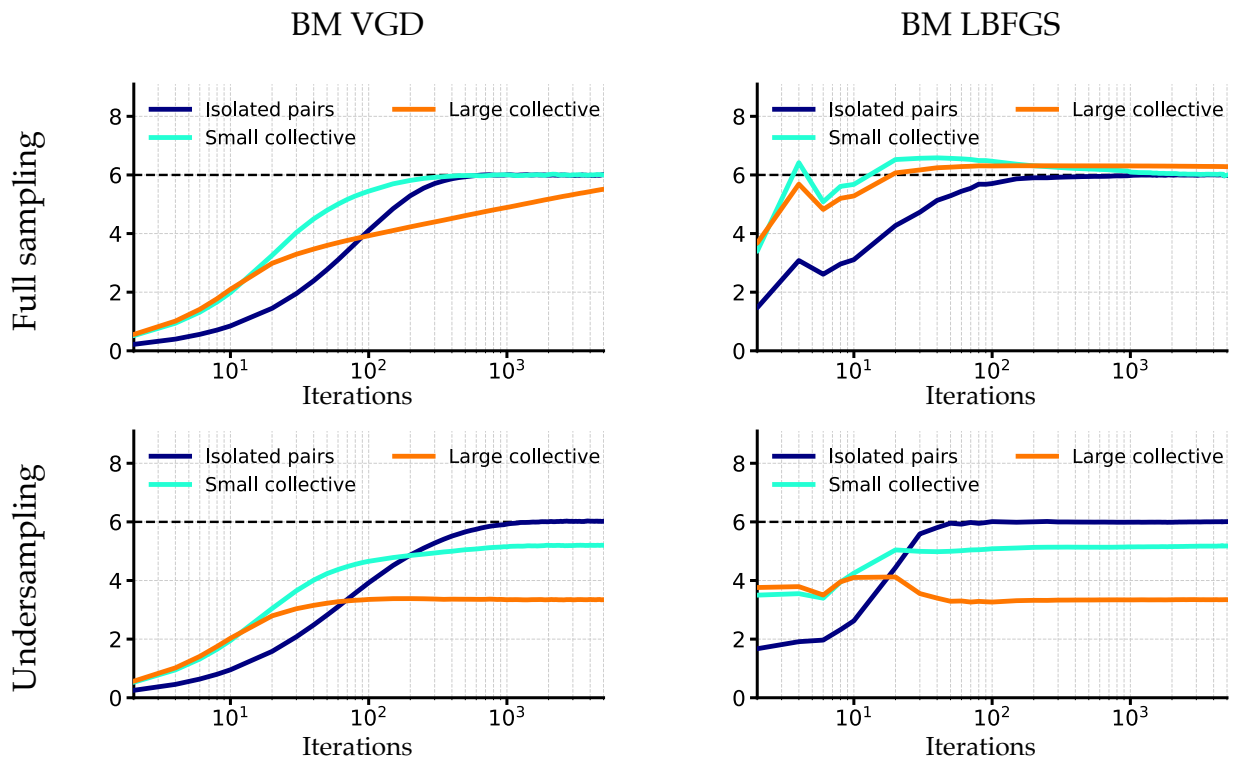 BM VGD
BM LBFGS
Full sampling
Isolated pairs
Large collective
Small collective
8
6
4
2
0
10¹
10²
10³
Iterations
Isolated pairs
Large collective
Small collective
8
6
4
2
0
10¹
10²
10³
Iterations
Undersampling
Isolated pairs
Large collective
Small collective
8
6
4
2
0
10¹
10²
10³
Iterations
Isolated pairs
Large collective
Small collective
8
6
4
2
0
10¹
10²
10³
Iterations